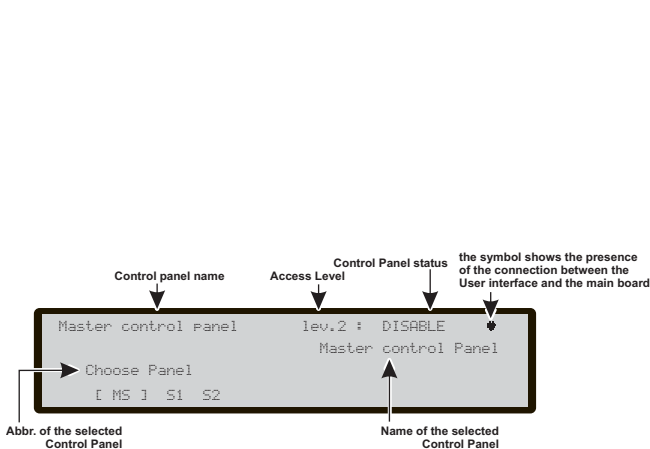 the symbol shows the presence
of the connection between the
User interface and the main board
Control Panel status
Control panel name
Access Level
Master control panel lev.2 : DISABLE ♥
Master control Panel
Choose Panel
[ MS ] S1 S2
Abbr. of the selected
Control Panel
Name of the selected
Control Panel